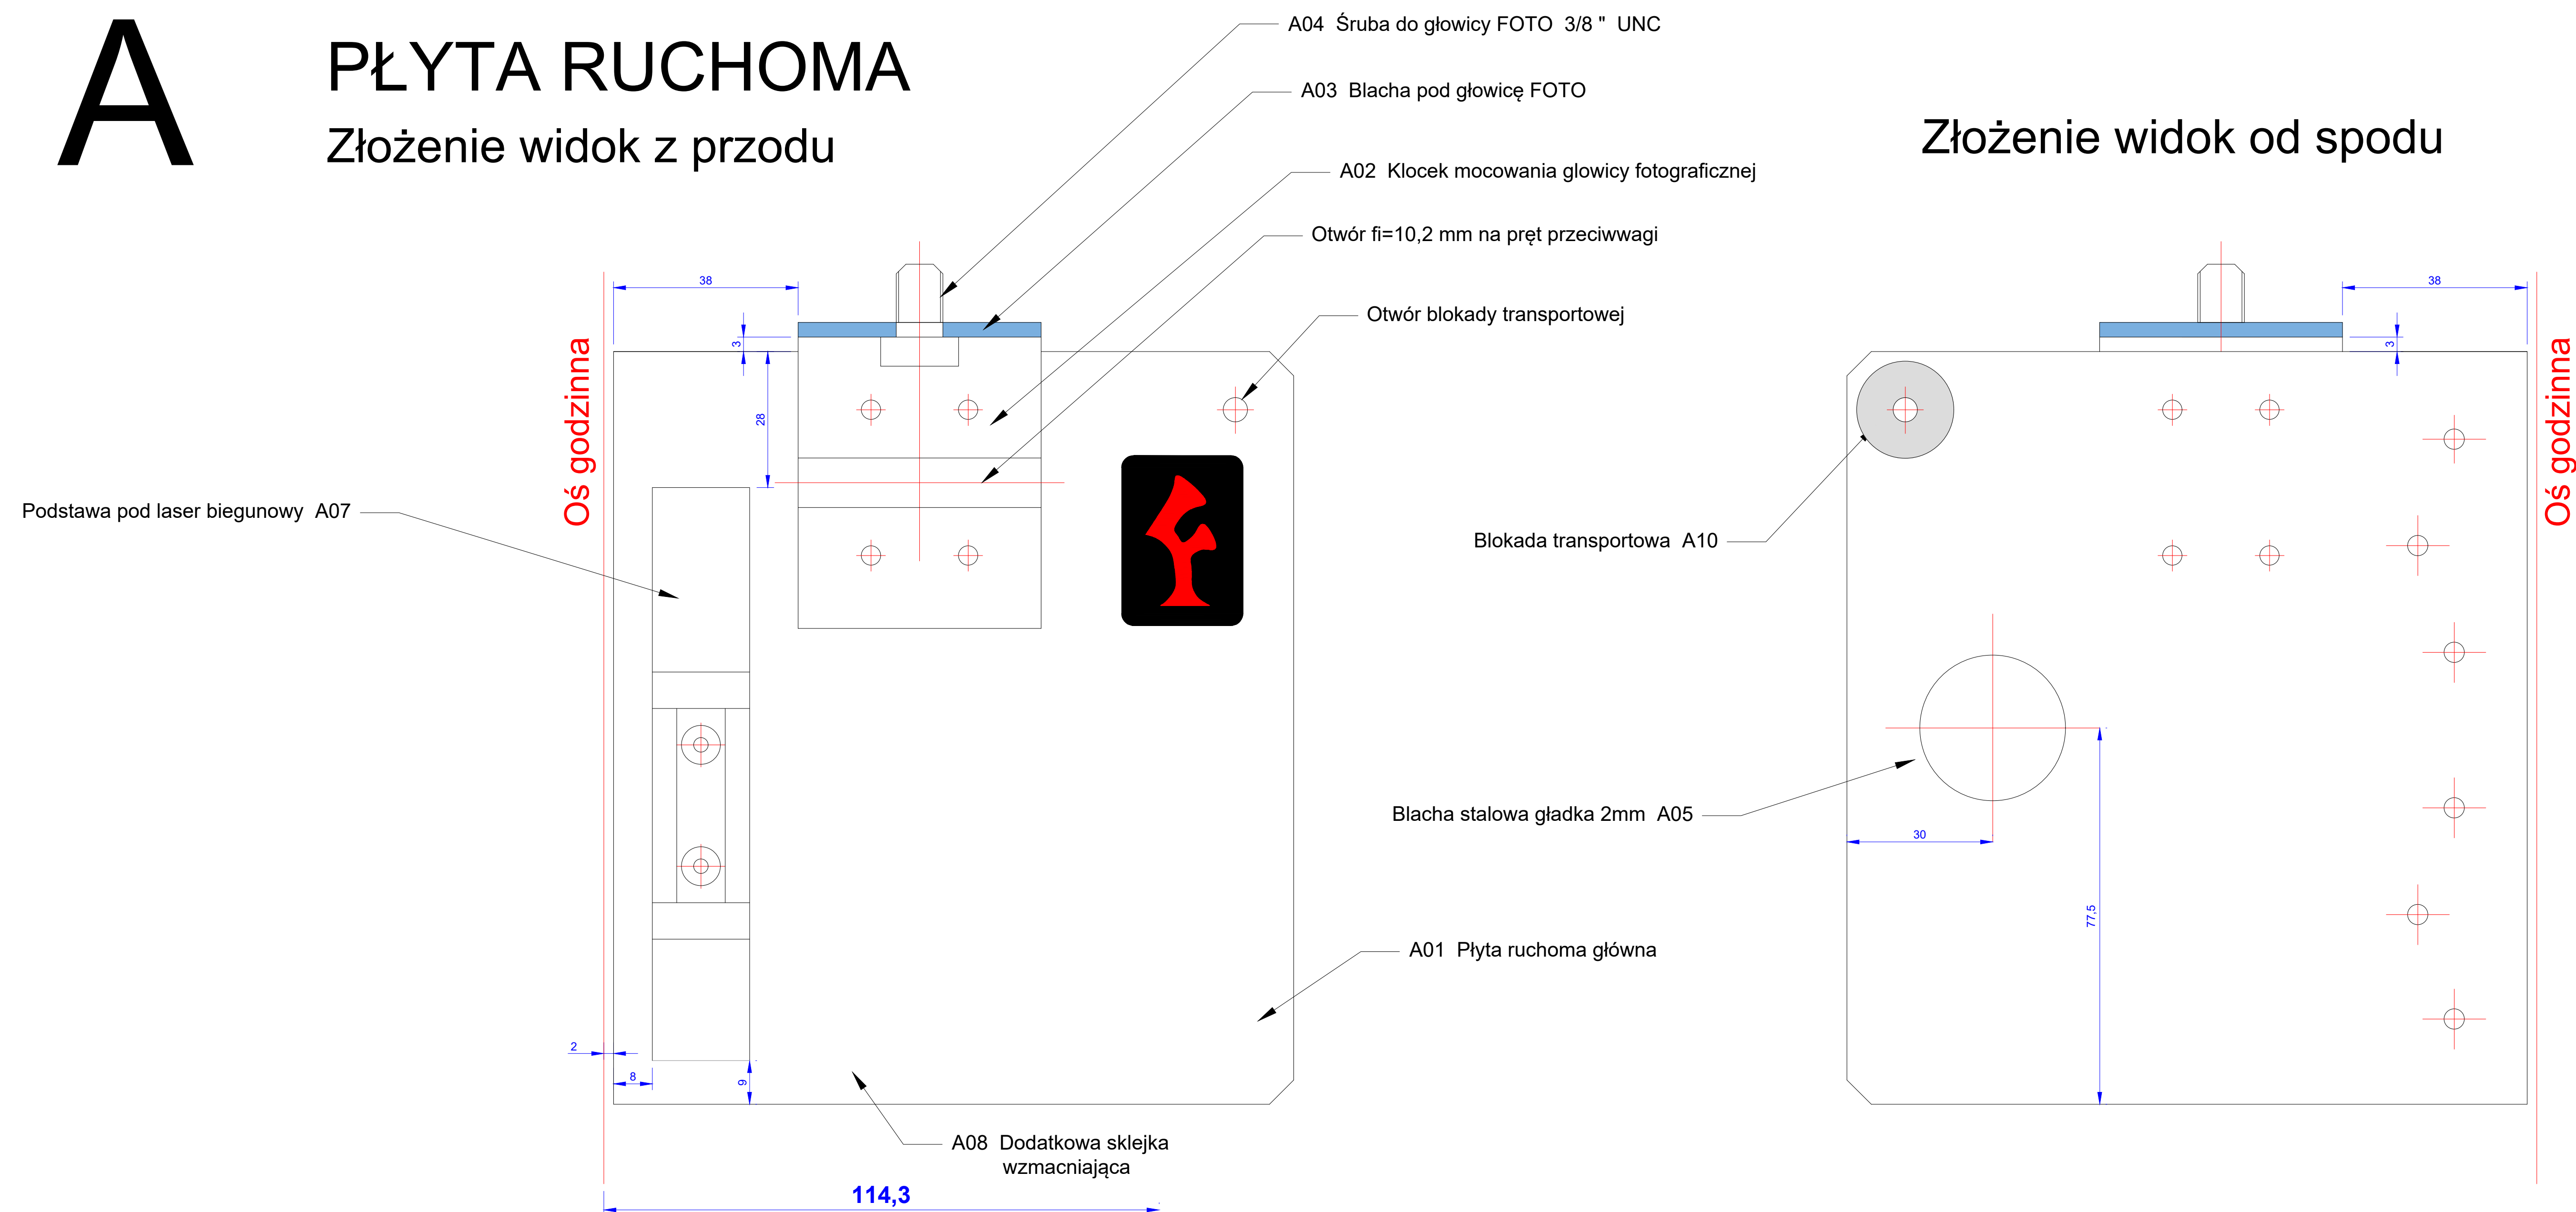 A
PŁYTA RUCHOMA
Złożenie widok z przodu
Złożenie widok od spodu
A04 Śruba do głowicy FOTO 3/8 " UNC
A03 Blacha pod głowicę FOTO
A02 Klocek mocowania glowicy fotograficznej
Otwór fi=10,2 mm na pręt przeciwwagi
Otwór blokady transportowej
38
38
3
3
28
Oś godzinna
Oś godzinna
Podstawa pod laser biegunowy A07
Blokada transportowa A10
Blacha stalowa gładka 2mm A05
30
77,5
A01 Płyta ruchoma główna
2
8
9
A08 Dodatkowa sklejka
wzmacniająca
114,3